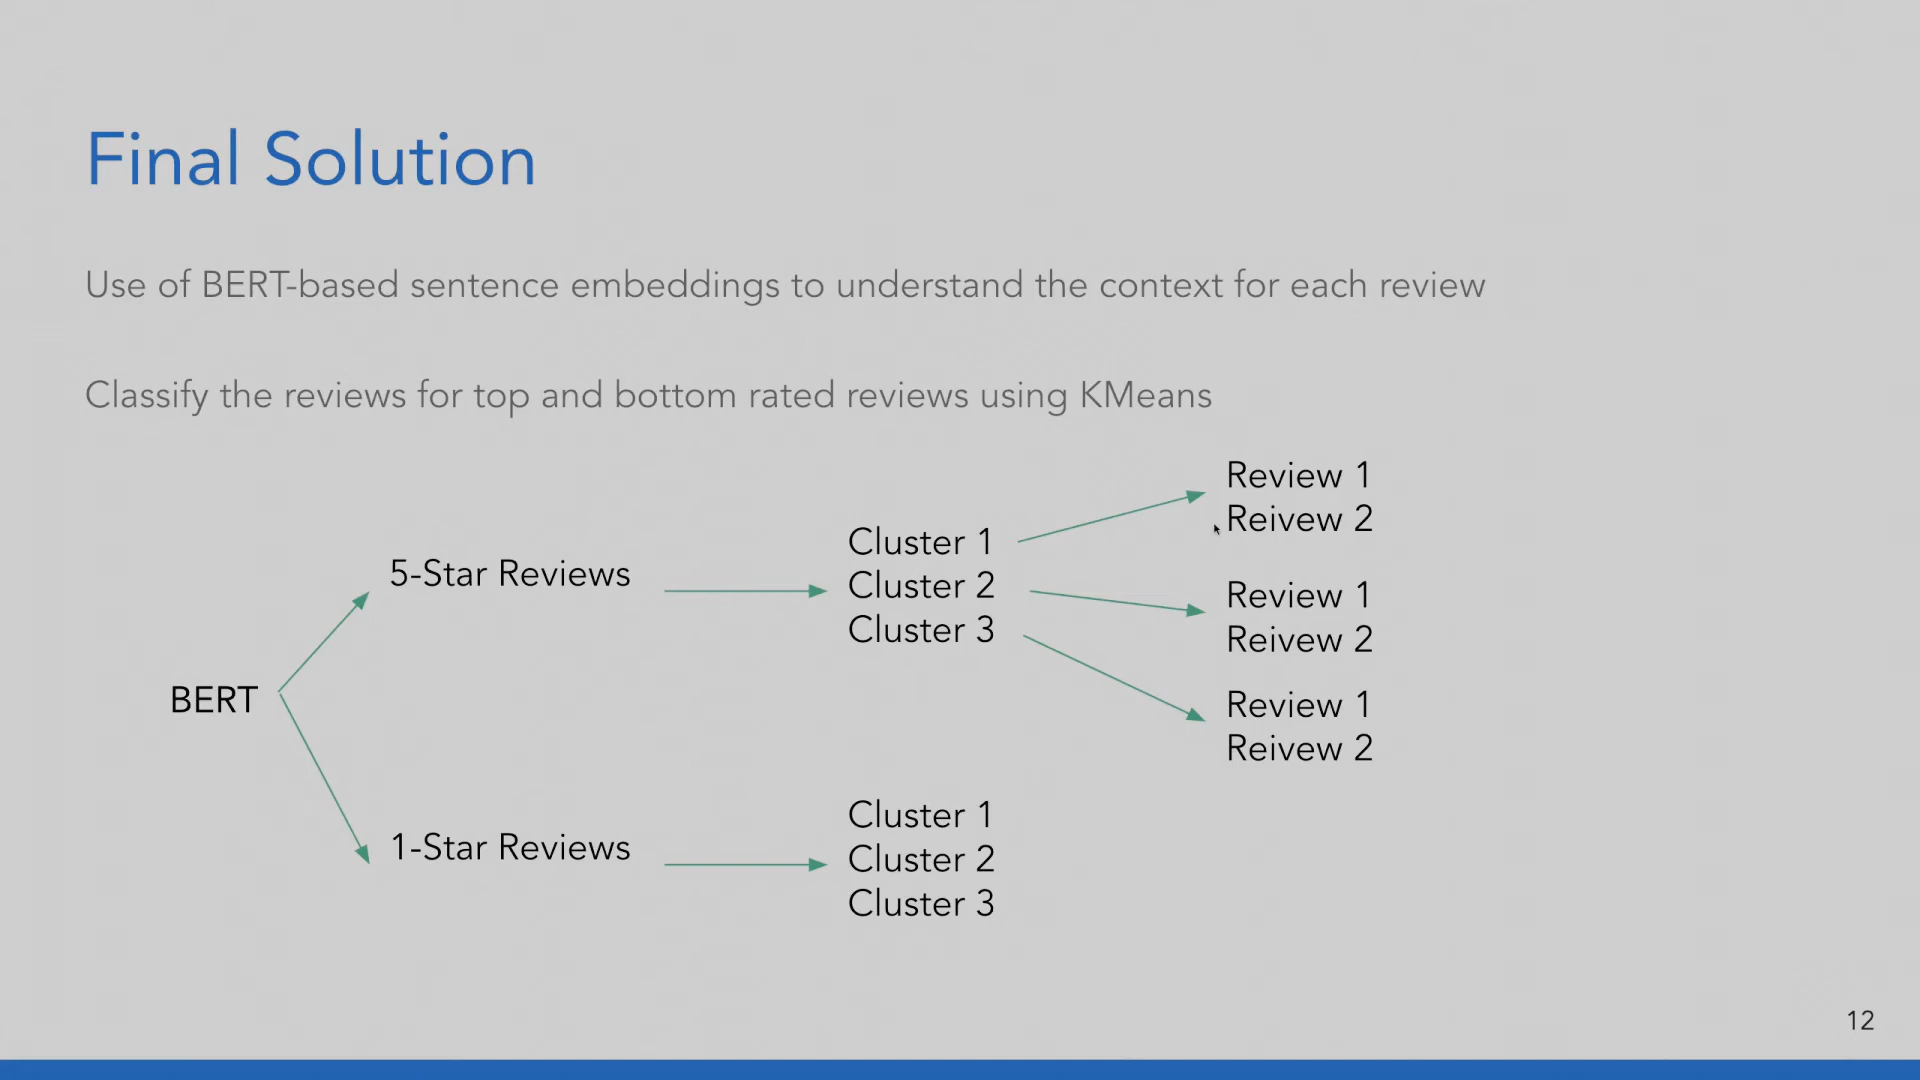 Final Solution
Use of BERT-based sentence embeddings to understand the context for each review
Classify the reviews for top and bottom rated reviews using KMeans
BERT
5-Star Reviews
Cluster 1
Cluster 2
Cluster 3
Review 1
Reivew 2
Review 1
Reivew 2
Review 1
Reivew 2
1-Star Reviews
Cluster 1
Cluster 2
Cluster 3
12